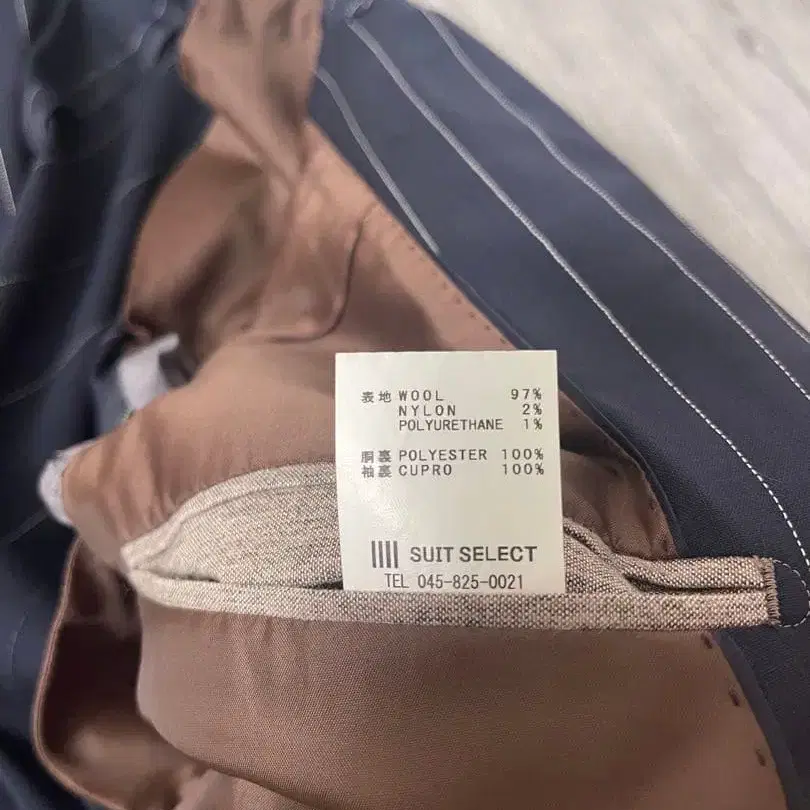 表地 WOOL 97%
NYLON 2%
POLYURETHANE 1%
胴裏 POLYESTER 100%
袖裏 CUPRO 100%
SUIT SELECT
TEL 045-825-0021